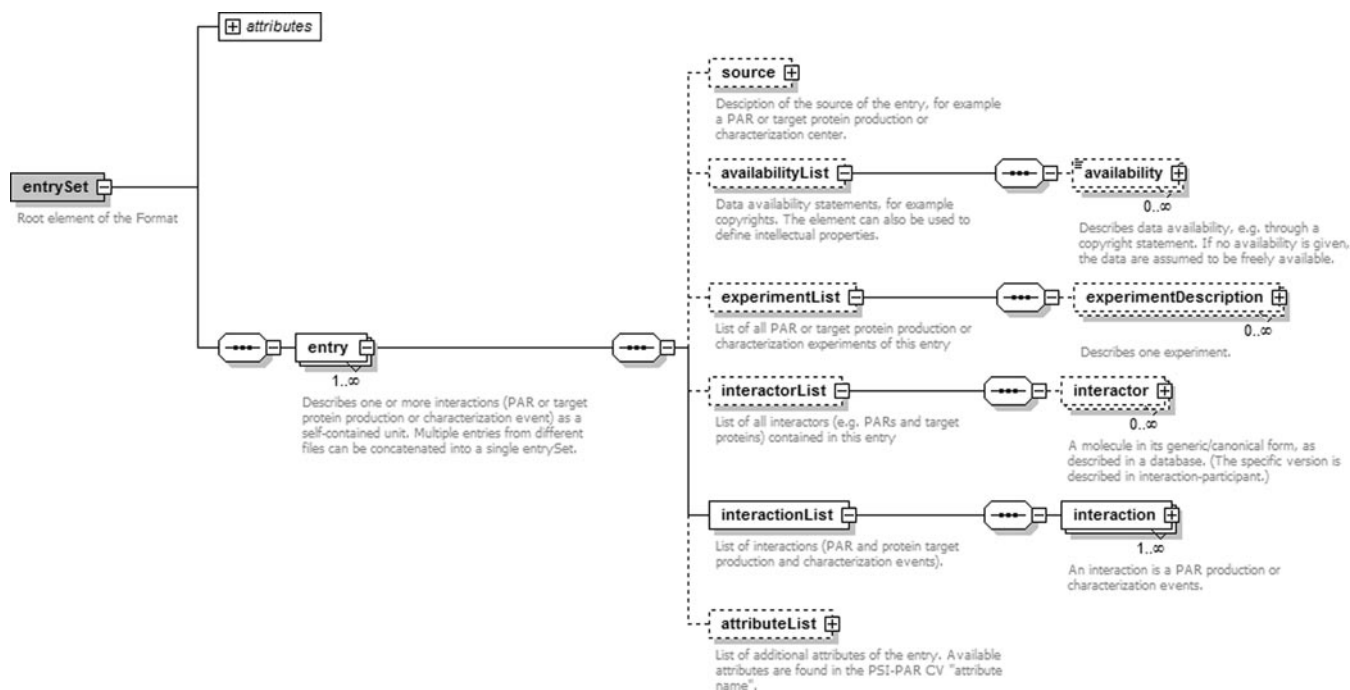 attributes
source
Desciption of the source of the entry, for example
a PAR or target protein production or
characterization center.
entrySet
Root element of the Format
availabilityList
Data availability statements, for example
copyrights. The element can also be used to
define intellectual properties.
availability
0..∞
Describes data availability, e.g. through a
copyright statement. If no availability is given,
the data are assumed to be freely available.
experimentList
List of all PAR or target protein production or
characterization experiments of this entry
experimentDescription
0..∞
Describes one experiment.
entry
1..∞
Describes one or more interactions (PAR or target
protein production or characterization event) as a
self-contained unit. Multiple entries from different
files can be concatenated into a single entrySet.
interactorList
List of all interactors (e.g. PARs and target
proteins) contained in this entry
interactor
0..∞
A molecule in its generic/canonical form, as
described in a database. (The specific version is
described in interaction-participant.)
interactionList
List of interactions (PAR and protein target
production and characterization events).
interaction
1..∞
An interaction is a PAR production or
characterization events.
attributeList
List of additional attributes of the entry. Available
attributes are found in the PSI-PAR CV "attribute
name".